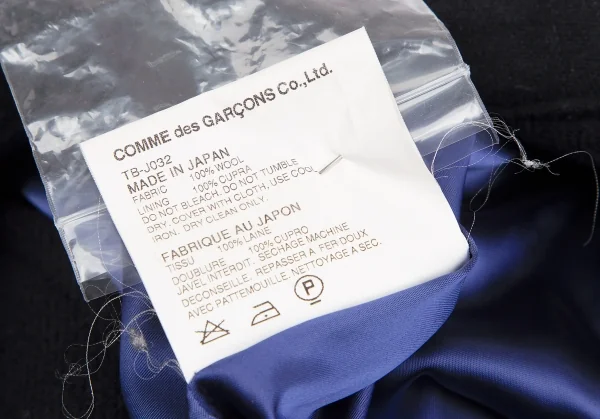 COMME des GARÇONS Co.,Ltd.
TB-J032
MADE IN JAPAN
FABRIC 100% WOOL
LINING 100% CUPRA
DO NOT BLEACH. DO NOT TUMBLE
DRY. COVER WITH CLOTH, USE COOL
IRON. DRY CLEAN ONLY.
FABRIQUE AU JAPON
TISSU 100% LAINE
DOUBLURE 100% CUPRO
JAVEL INTERDIT. SECHAGE MACHINE
DECONSEILLE. REPASSER A FER DOUX
AVEC PATTEMOUILLE. NETTOYAGE A SEC.
P